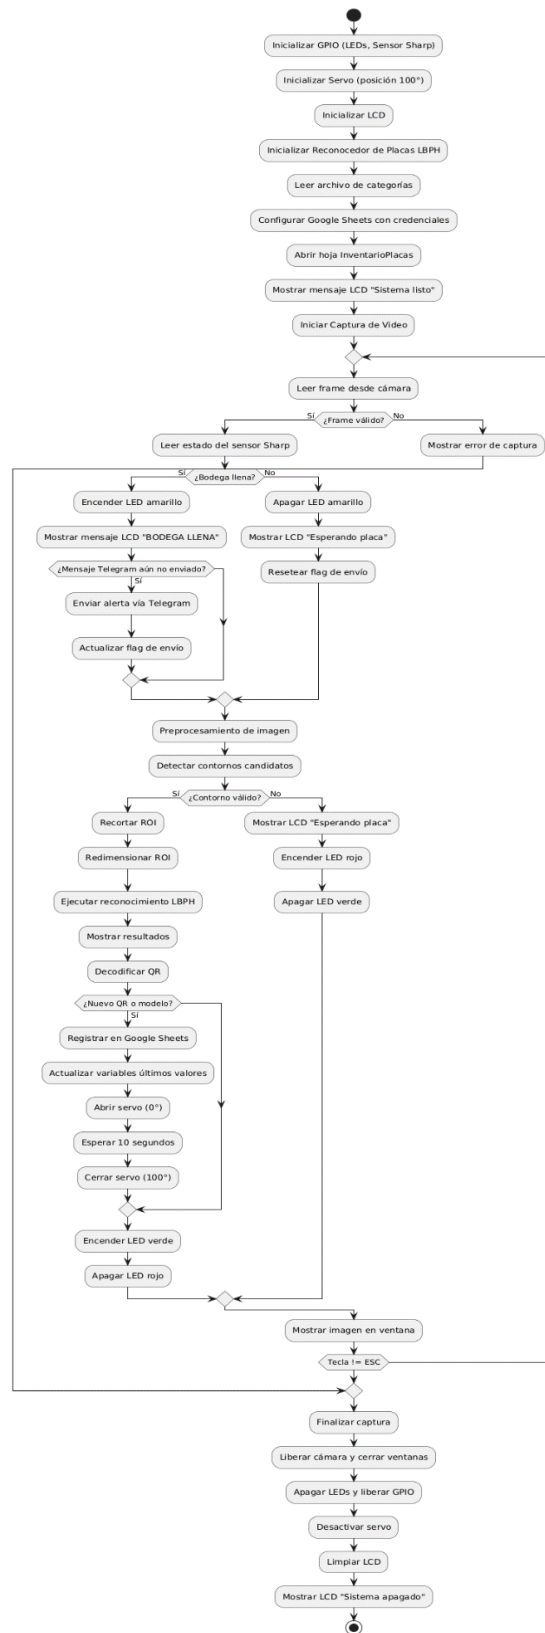 Inicializar GPIO (LEDs, Sensor Sharp)
Inicializar Servo (posición 100°)
Inicializar LCD
Inicializar Reconocedor de Placas LBPH
Leer archivo de categorías
Configurar Google Sheets con credenciales
Abrir hoja InventarioPlacas
Mostrar mensaje LCD "Sistema listo"
Iniciar Captura de Video
Leer frame desde cámara
Sí
¿Frame válido?
No
Leer estado del sensor Sharp
Mostrar error de captura
Sí
¿Bodega llena?
No
Encender LED amarillo
Apagar LED amarillo
Mostrar mensaje LCD "BODEGA LLENA"
Mostrar LCD "Esperando placa"
¿Mensaje Telegram aún no enviado?
Resetear flag de envío
Sí
Enviar alerta vía Telegram
Actualizar flag de envío
Preprocesamiento de imagen
Detectar contornos candidatos
Sí
¿Contorno válido?
No
Recortar ROI
Mostrar LCD "Esperando placa"
Redimensionar ROI
Encender LED rojo
Ejecutar reconocimiento LBPH
Apagar LED verde
Mostrar resultados
Decodificar QR
¿Nuevo QR o modelo?
Sí
Registrar en Google Sheets
Actualizar variables últimos valores
Abrir servo (0°)
Esperar 10 segundos
Cerrar servo (100°)
Encender LED verde
Apagar LED rojo
Mostrar imagen en ventana
Tecla != ESC
Finalizar captura
Liberar cámara y cerrar ventanas
Apagar LEDs y liberar GPIO
Desactivar servo
Limpiar LCD
Mostrar LCD "Sistema apagado"